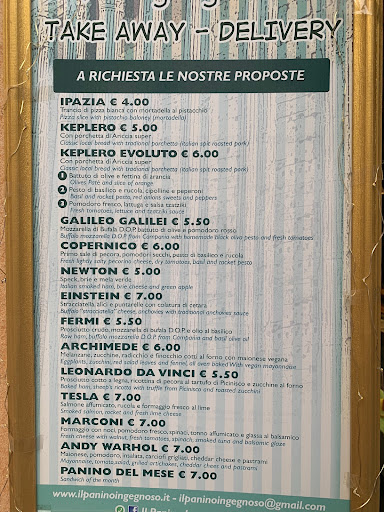 TAKE AWAY - DELIVERY
A RICHIESTA LE NOSTRE PROPOSTE
IPAZIA € 4.00
Trancio di pizza bianca con mortadella al pistacchio
Pizza slice with pistachio baloney (mortadella)
KEPLERO € 5.00
Con porchetta di Ariccia super
Classic local bread with tradional porchetta (italian spit roasted pork)
KEPLERO EVOLUTO € 6.00
Con porchetta di Ariccia super
Classic local bread with tradional porchetta (italian spit roasted pork)
1 Battuto di olive e fettina di arancia
Olives Paté and slice of orange
2 Pesto di basilico e rucola, cipolline e peperoni
Basil and rocket pesto, red onions sweets and peppers
3 Pomodoro fresco, lattuga e salsa tzatziki
Fresh tomatoes, lettuce and tzatziki sauce
GALILEO GALILEI € 5.50
Mozzarella di Bufala D.O.P. battuto di olive e pomodoro rosso
Buffalo mozzarella D.O.P. from Campania with homemade black olive pesto and fresh tomatoes
COPERNICO € 6.00
Primo sale di pecora, pomodori secchi, pesto di basilico e rucola
Fresh lightly salty pecorino cheese, dry tomatoes, basil and rocket pesto
NEWTON € 5.00
Speck, brie e mela verde
Italian smoked ham, brie cheese and green apple
EINSTEIN € 7.00
Stracciatella, alici e puntarelle con colatura di cetara
Buffalo "stracciatella" cheese, anchovies with tradizional anchovies sauce
FERMI € 5.50
Prosciutto crudo, mozzarella di bufala D.O.P e olio al basilico
Raw ham, buffalo mozzarella D.O.P from Campania and basil olive oil
ARCHIMEDE € 6.00
Melanzane, zucchine, radicchio e finocchio cotti al forno con maionese vegana
Eggplants, zucchini, red salad leaves and fennel, all oven baked With vegan mayonnaise
LEONARDO DA VINCI € 5.50
Prosciutto cotto a legna, ricottina di pecora al tartufo di Picinisco e zucchine al forno
Baked ham, sheep's ricotta with truffle from Picinisco and roasted zucchini
TESLA € 7.00
Salmone affumicato, rucola e formaggio fresco al lime
Smoked salmon, rocket and fresh lime cheese
MARCONI € 7.00
Formaggio con noci, pomodoro fresco, spinaci, tonno affumicato e glassa al balsamico
Fresh cheese with walnut, fresh tomatoes, spinach, smoked tuna and balsamic glaze
ANDY WARHOL € 7.00
Maionese, pomodoro, insalata, carciofi grigliati, cheddar cheese e pastrami
Mayonnaise, tomato, salad, grilled artichokes, cheddar cheese and pastrami
PANINO DEL MESE € 7.00
Sandwich of the month
www.ilpaninoingegnoso.it - ilpaninoingegnoso@gmail.com